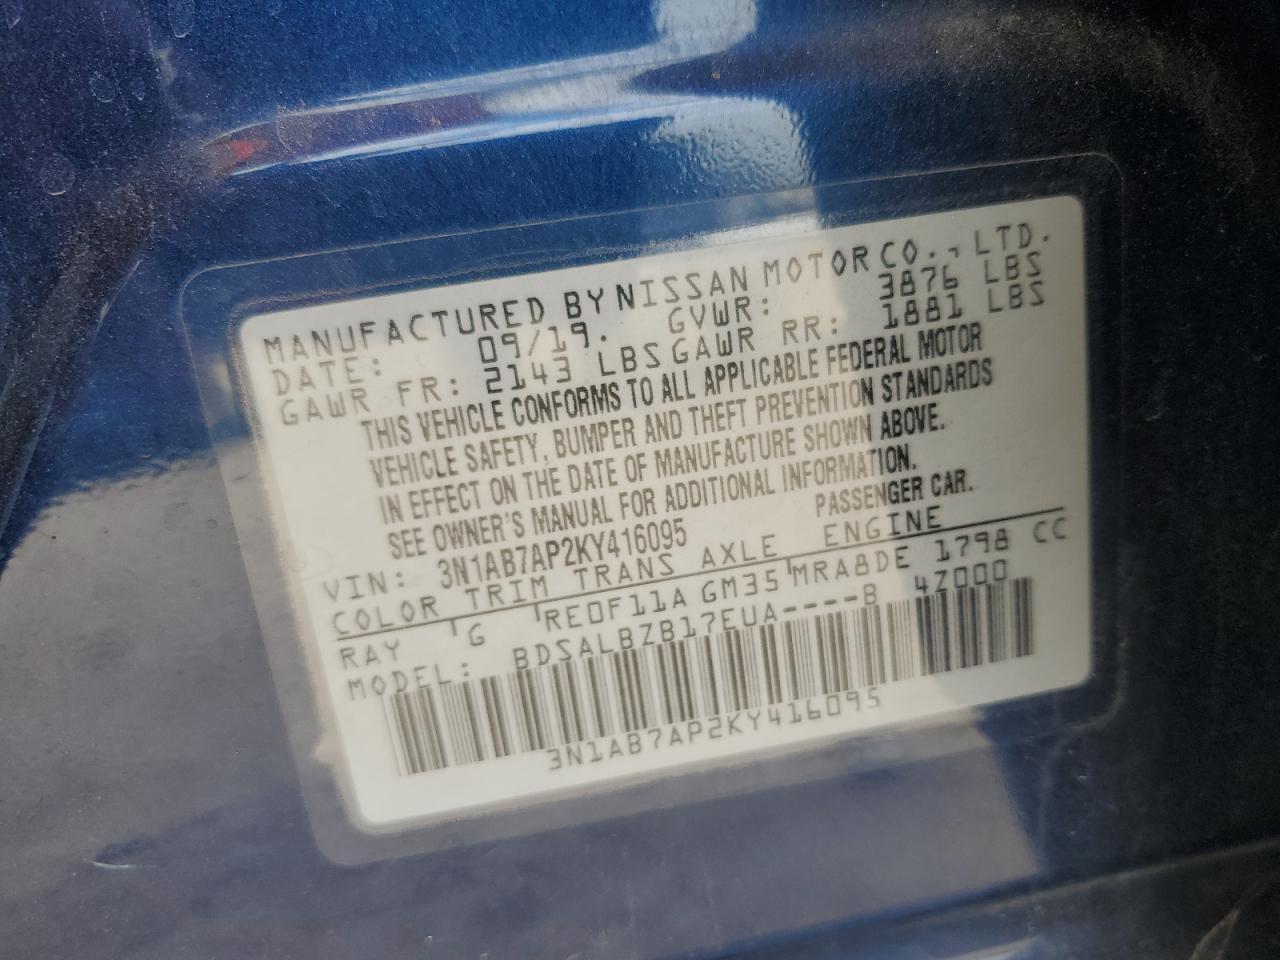 MANUFACTURED BY NISSAN MOTOR CO., LTD.
DATE: 09/19. GVWR: 3876 LBS
GAWR FR: 2143 LBS GAWR RR: 1881 LBS
THIS VEHICLE CONFORMS TO ALL APPLICABLE FEDERAL MOTOR
VEHICLE SAFETY, BUMPER AND THEFT PREVENTION STANDARDS
IN EFFECT ON THE DATE OF MANUFACTURE SHOWN ABOVE.
SEE OWNER'S MANUAL FOR ADDITIONAL INFORMATION.
VIN: 3N1AB7AP2KY416095 PASSENGER CAR.
COLOR TRIM TRANS AXLE ENGINE
RAY G RE0F11A GM35 MRA8DE 1798 CC
MODEL: BDSALBZB17EUA----B 4Z000
3N1AB7AP2KY416095